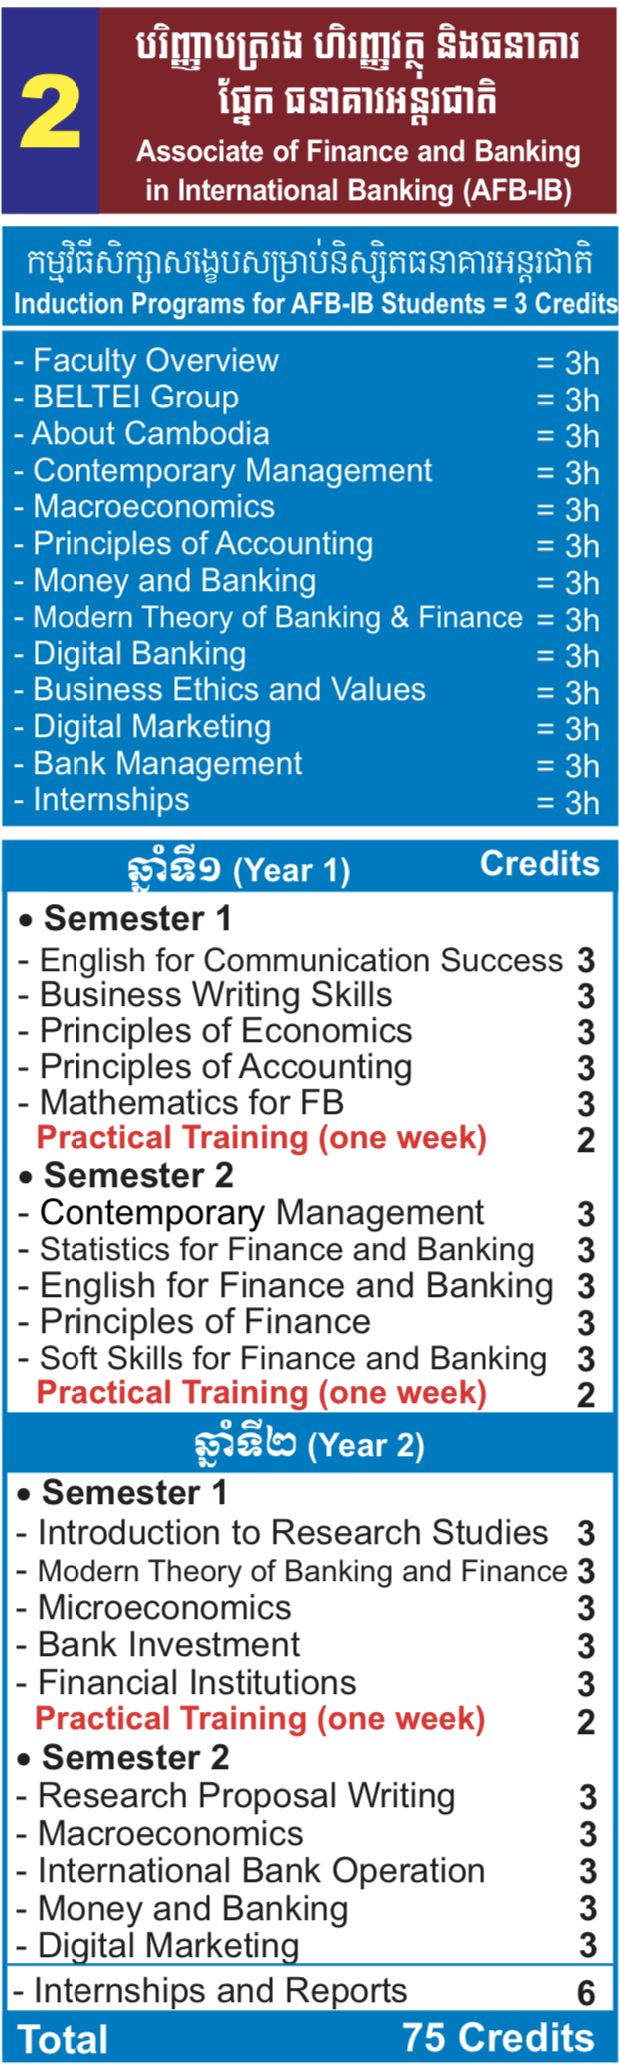 2
បរិញ្ញាបត្ររង ហិរញ្ញវត្ថុ និងធនាគារ
ផ្នែក ធនាគារអន្តរជាតិ
Associate of Finance and Banking
in International Banking (AFB-IB)
កម្មវិធីសិក្សាសង្ខេបសម្រាប់និស្សិតធនាគារអន្តរជាតិ
Induction Programs for AFB-IB Students = 3 Credits
- Faculty Overview = 3h
- BELTEI Group = 3h
- About Cambodia = 3h
- Contemporary Management = 3h
- Macroeconomics = 3h
- Principles of Accounting = 3h
- Money and Banking = 3h
- Modern Theory of Banking & Finance = 3h
- Digital Banking = 3h
- Business Ethics and Values = 3h
- Digital Marketing = 3h
- Bank Management = 3h
- Internships = 3h
ឆ្នាំទី១ (Year 1) Credits
• Semester 1
- English for Communication Success 3
- Business Writing Skills 3
- Principles of Economics 3
- Principles of Accounting 3
- Mathematics for FB 3
Practical Training (one week) 2
• Semester 2
- Contemporary Management 3
- Statistics for Finance and Banking 3
- English for Finance and Banking 3
- Principles of Finance 3
- Soft Skills for Finance and Banking 3
Practical Training (one week) 2
ឆ្នាំទី២ (Year 2)
• Semester 1
- Introduction to Research Studies 3
- Modern Theory of Banking and Finance 3
- Microeconomics 3
- Bank Investment 3
- Financial Institutions 3
Practical Training (one week) 2
• Semester 2
- Research Proposal Writing 3
- Macroeconomics 3
- International Bank Operation 3
- Money and Banking 3
- Digital Marketing 3
- Internships and Reports 6
Total 75 Credits